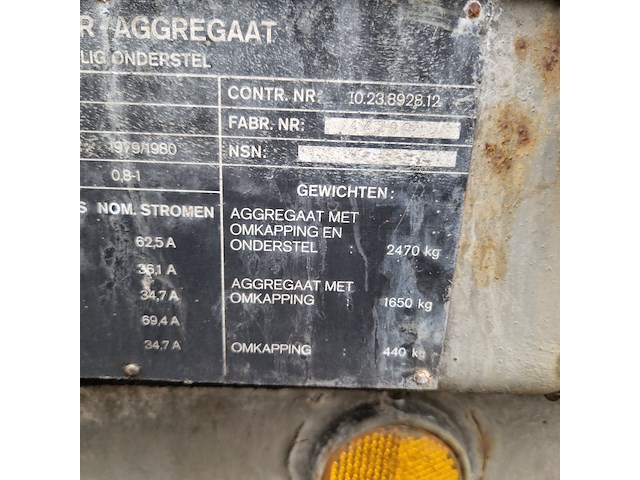 R AGGREGAAT
LIG ONDERSTEL
CONTR. NR: 10.23.8928.12
FABR. NR:
1979/1980
NSN:
0,8-1
GEWICHTEN :
S NOM. STROMEN
AGGREGAAT MET
OMKAPPING EN
ONDERSTEL : 2470 kg
62,5 A
36,1 A
AGGREGAAT MET
OMKAPPING : 1650 kg
34,7 A
69,4 A
34,7 A
OMKAPPING : 440 kg